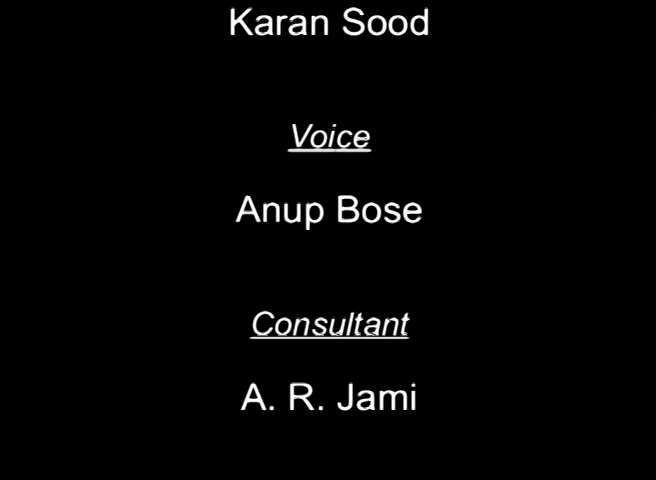 Karan Sood
Voice
Anup Bose
Consultant
A. R. Jami